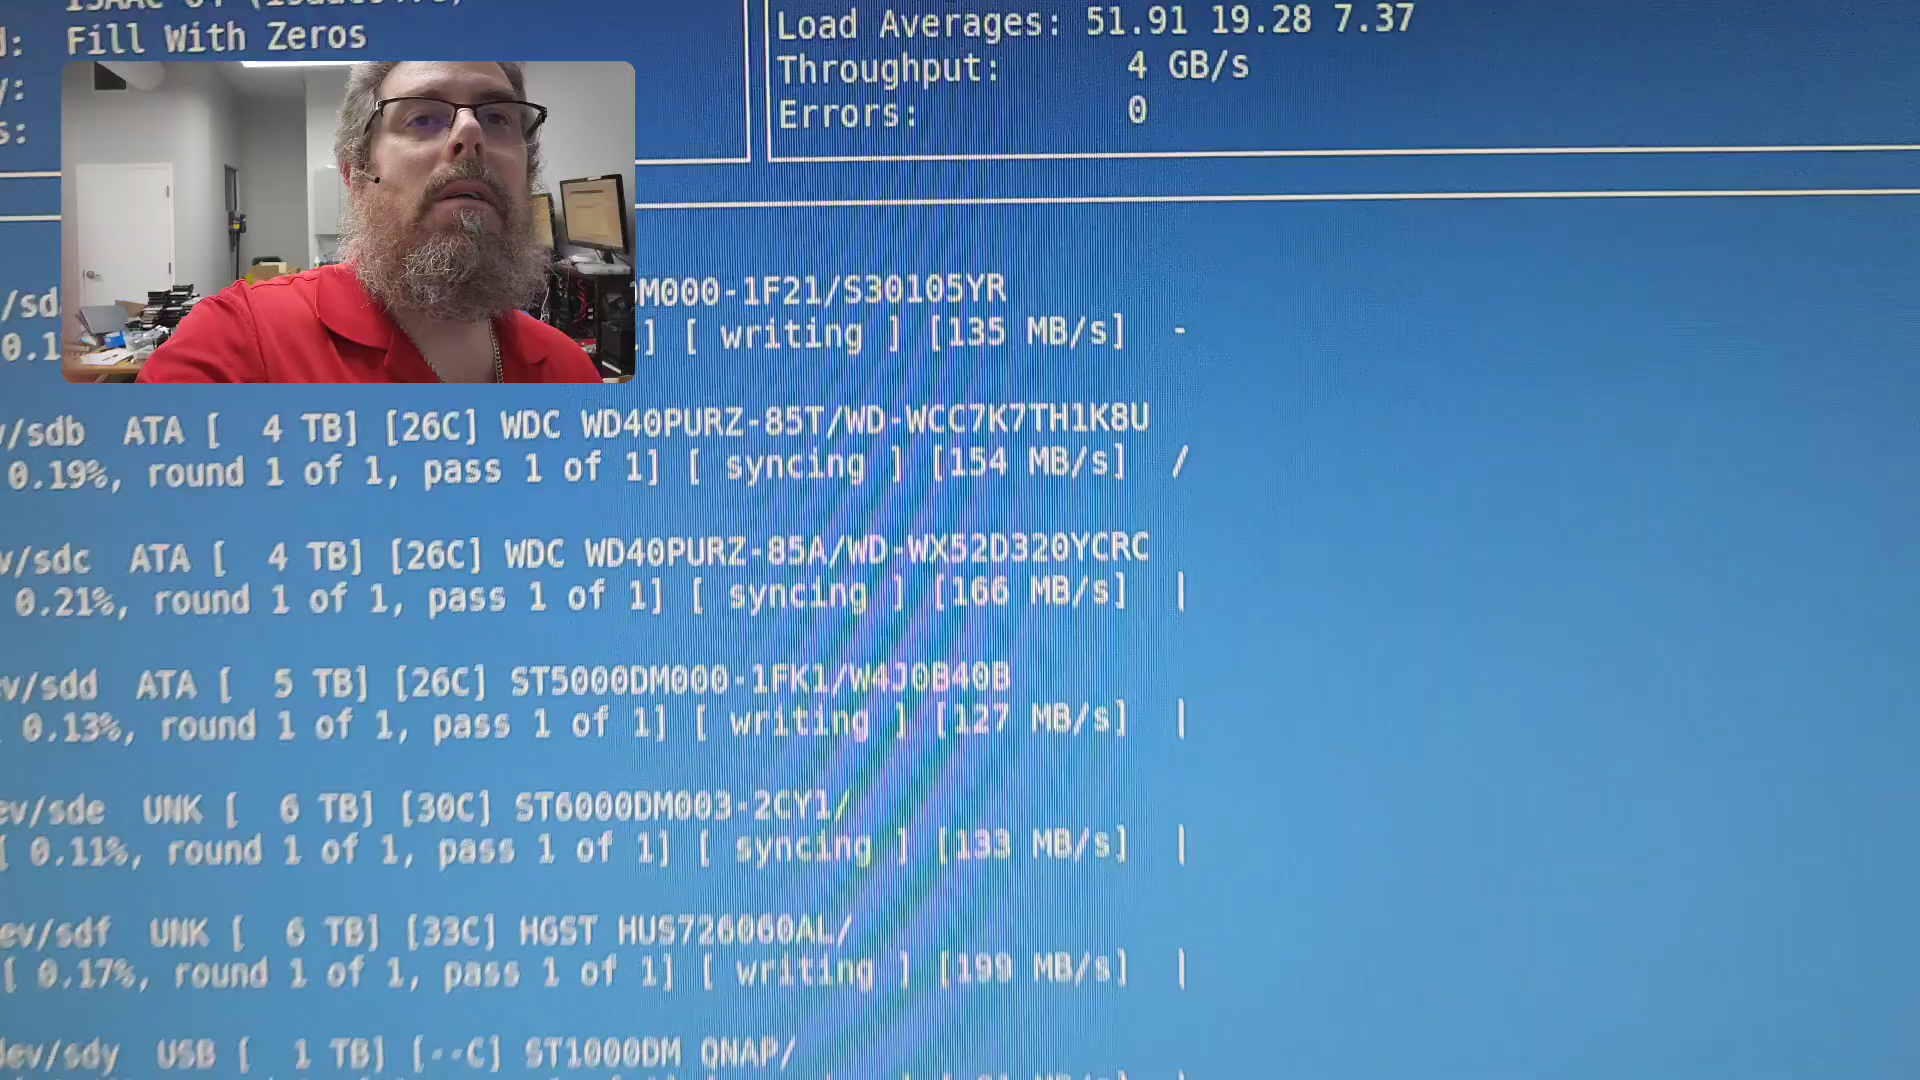 Fill With Zeros
Load Averages: 51.91 19.28 7.37
Throughput: 4 GB/s
Errors: 0
/sd M000-1F21/S30105YR
0.1 ] [ writing ] [135 MB/s] -
/sdb ATA [ 4 TB] [26C] WDC WD40PURZ-85T/WD-WCC7K7TH1K8U
0.19%, round 1 of 1, pass 1 of 1] [ syncing ] [154 MB/s] /
v/sdc ATA [ 4 TB] [26C] WDC WD40PURZ-85A/WD-WX52D320YCRC
0.21%, round 1 of 1, pass 1 of 1] [ syncing ] [166 MB/s] |
ev/sdd ATA [ 5 TB] [26C] ST5000DM000-1FK1/W4J0B40B
0.13%, round 1 of 1, pass 1 of 1] [ writing ] [127 MB/s] |
ev/sde UNK [ 6 TB] [30C] ST6000DM003-2CY1/
[ 0.11%, round 1 of 1, pass 1 of 1] [ syncing ] [133 MB/s] |
ev/sdf UNK [ 6 TB] [33C] HGST HUS726060AL/
[ 0.17%, round 1 of 1, pass 1 of 1] [ writing ] [199 MB/s] |
dev/sdy USB [ 1 TB] [--C] ST1000DM QNAP/